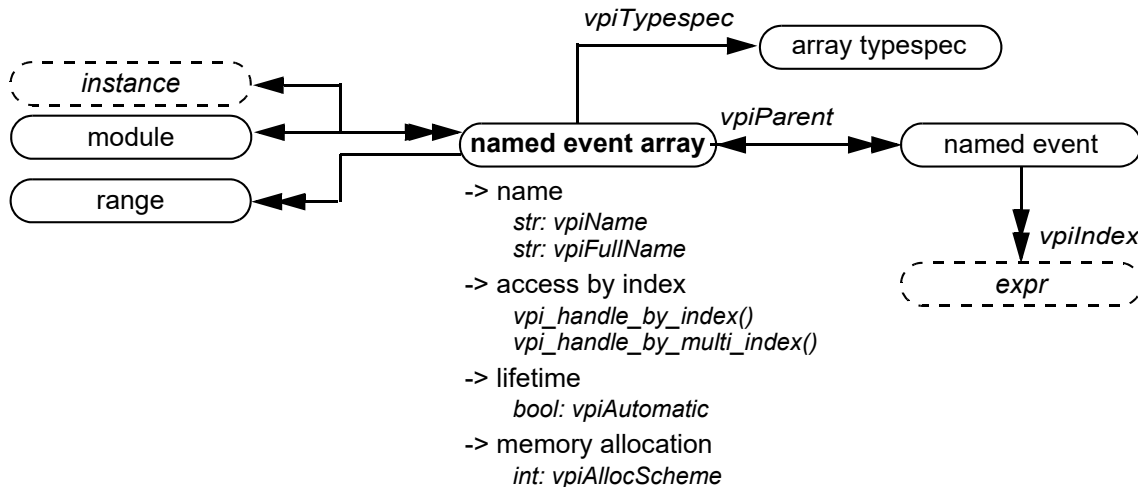 vpiTypespec
array typespec
instance
module
named event array
vpiParent
named event
range
-> name
str: vpiName
str: vpiFullName
vpiIndex
expr
-> access by index
vpi_handle_by_index()
vpi_handle_by_multi_index()
-> lifetime
bool: vpiAutomatic
-> memory allocation
int: vpiAllocScheme